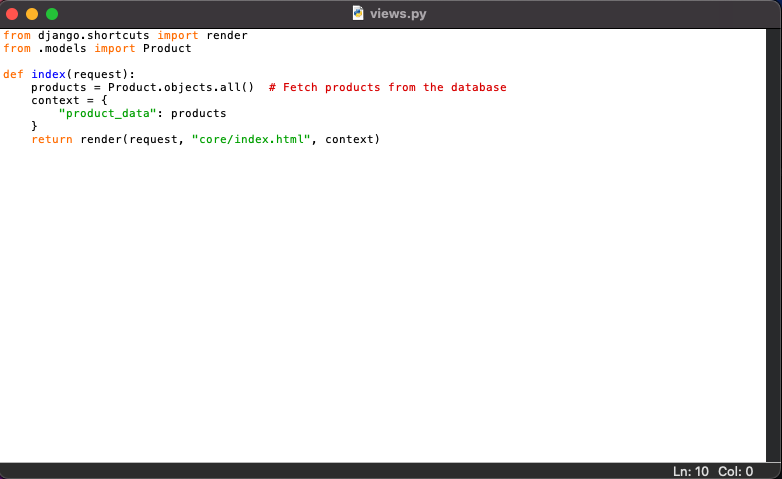 views.py
from django.shortcuts import render
from .models import Product
def index(request):
    products = Product.objects.all()  # Fetch products from the database
    context = {
        "product_data": products
    }
    return render(request, "core/index.html", context)
Ln: 10 Col: 0